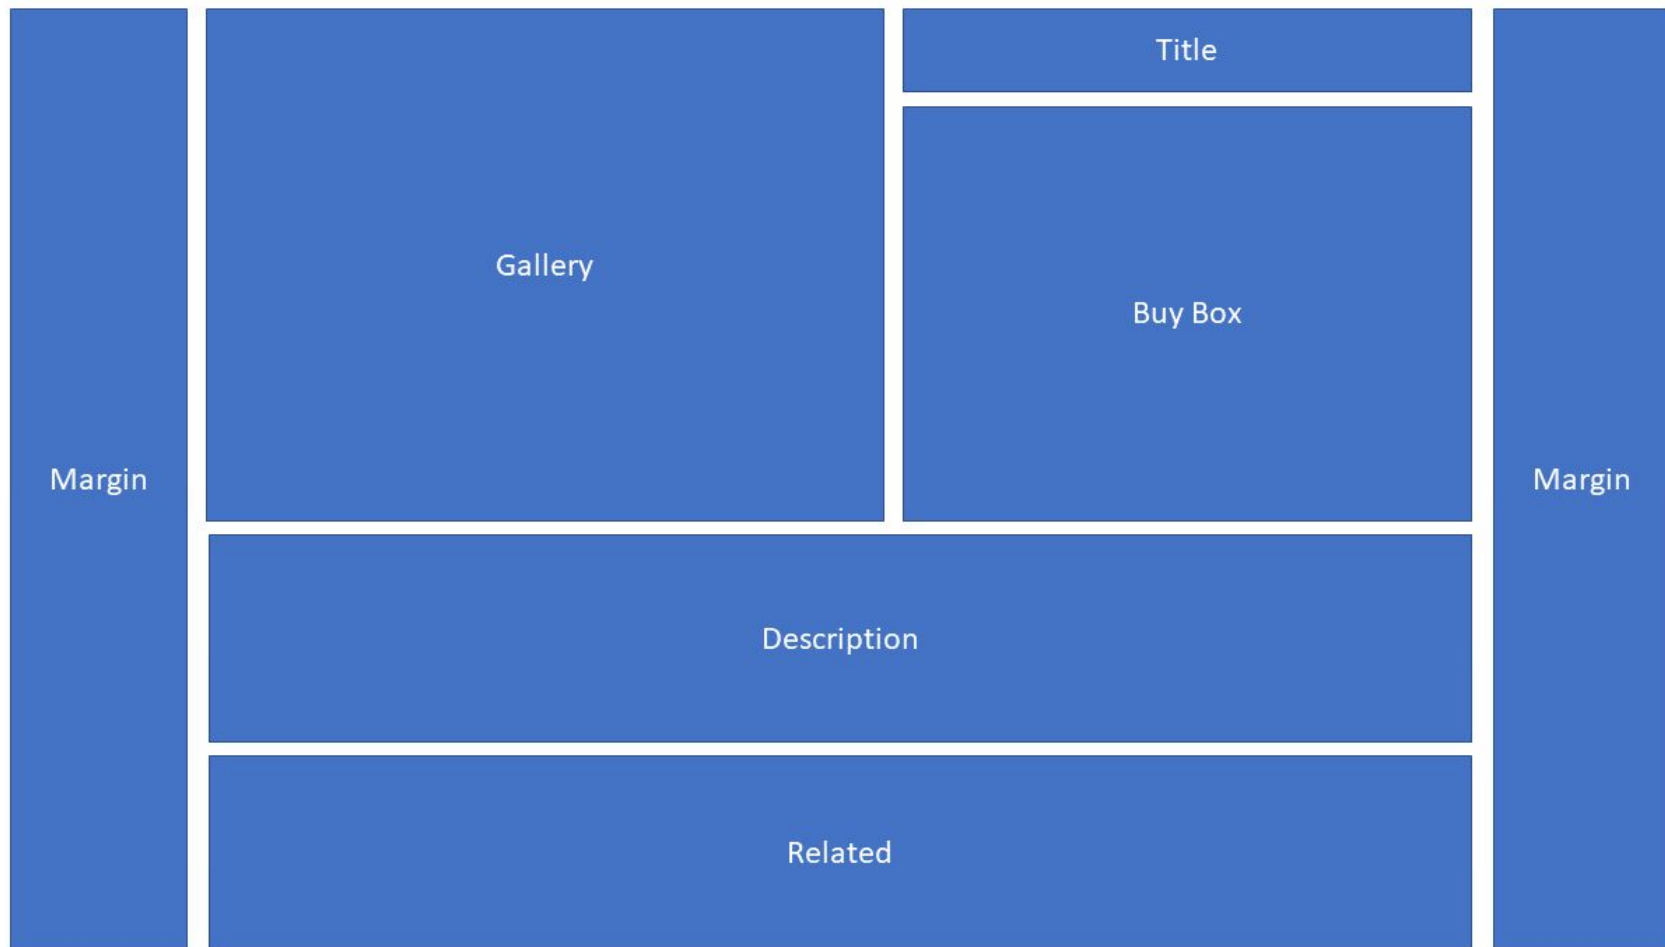 Title
Gallery
Buy Box
Margin
Margin
Description
Related